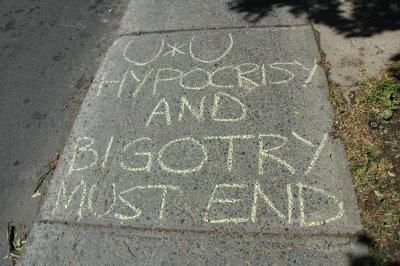 U*U
HYPOCRISY
AND
BIGOTRY
MUST END